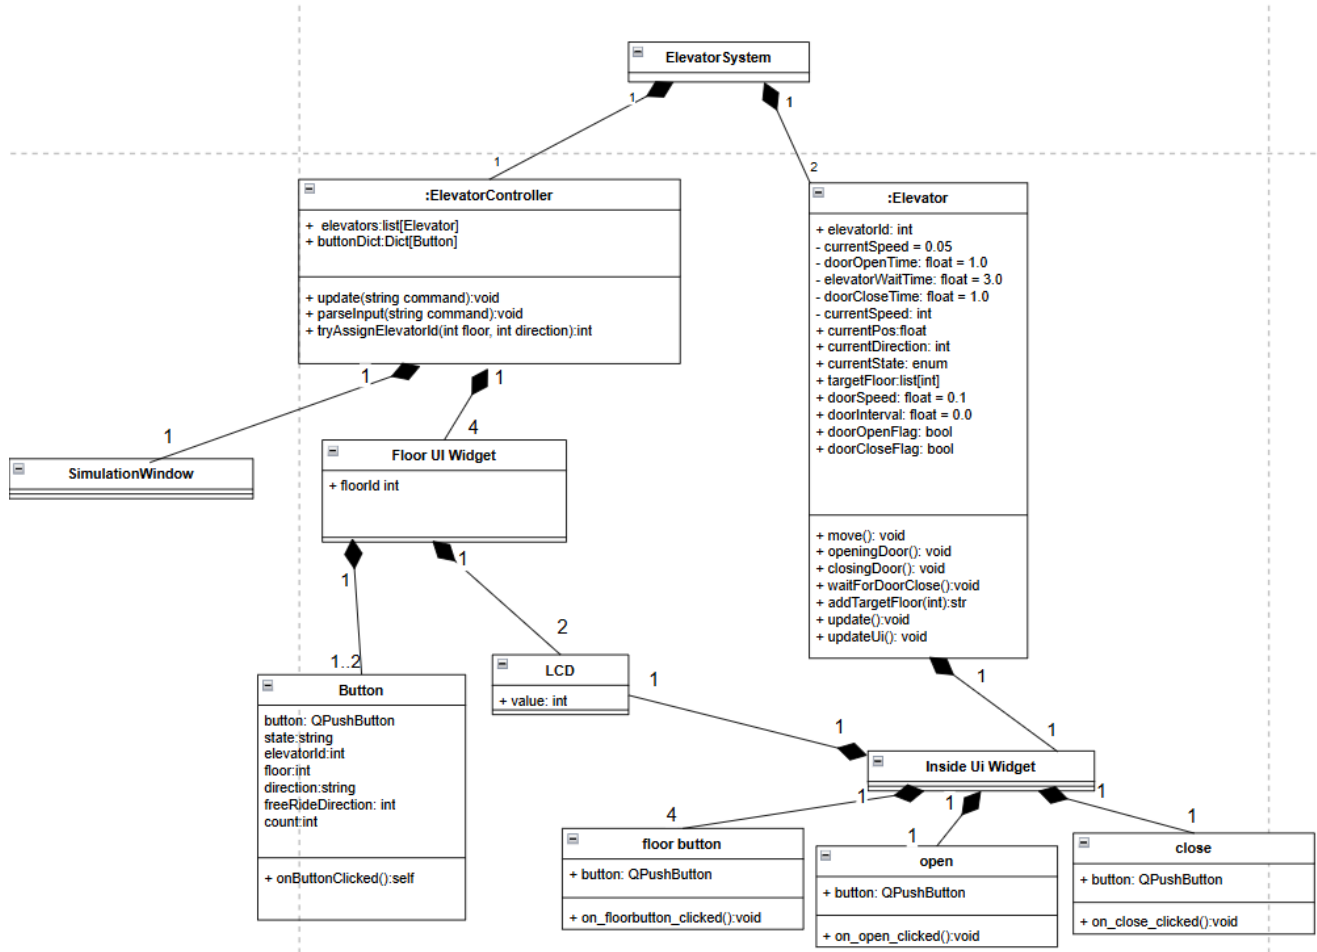 ElevatorSystem
1
1
1
2
:ElevatorController
+ elevators:list[Elevator]
+ buttonDict:Dict[Button]
+ update(string command):void
+ parseInput(string command):void
+ tryAssignElevatorId(int floor, int direction):int
:Elevator
+ elevatorId: int
- currentSpeed = 0.05
- doorOpenTime: float = 1.0
- elevatorWaitTime: float = 3.0
- doorCloseTime: float = 1.0
- currentSpeed: int
+ currentPos:float
+ currentDirection: int
+ currentState: enum
+ targetFloor:list[int]
+ doorSpeed: float = 0.1
+ doorInterval: float = 0.0
+ doorOpenFlag: bool
+ doorCloseFlag: bool
+ move(): void
+ openingDoor(): void
+ closingDoor(): void
+ waitForDoorClose():void
+ addTargetFloor(int):str
+ update():void
+ updateUi(): void
1
1
1
4
SimulationWindow
Floor UI Widget
+ floorId int
1
1
1..2
2
Button
button: QPushButton
state:string
elevatorId:int
floor:int
direction:string
freeRideDirection: int
count:int
+ onButtonClicked():self
LCD
+ value: int
1
1
1
1
Inside Ui Widget
1
1
1
4
1
1
floor button
+ button: QPushButton
+ on_floorbutton_clicked():void
open
+ button: QPushButton
+ on_open_clicked():void
close
+ button: QPushButton
+ on_close_clicked():void